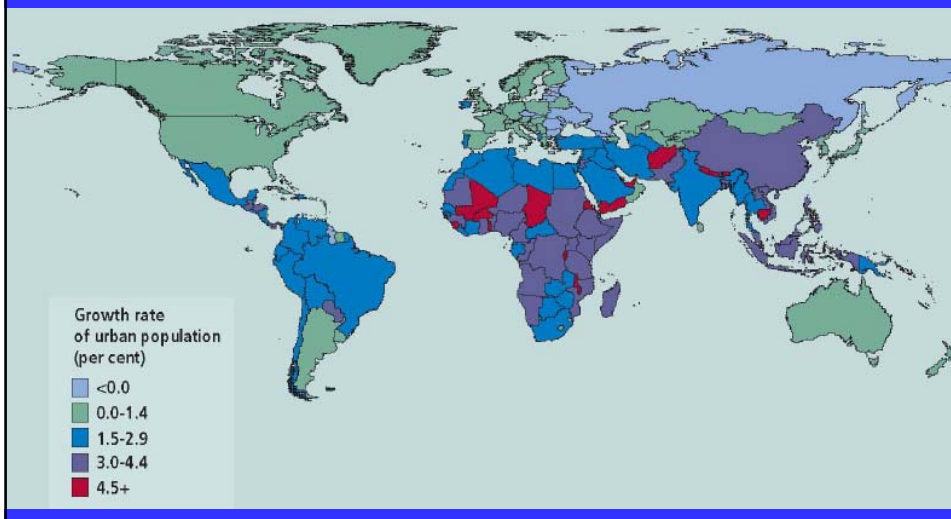 Growth rate
of urban population
(per cent)
<0.0
0.0-1.4
1.5-2.9
3.0-4.4
4.5+